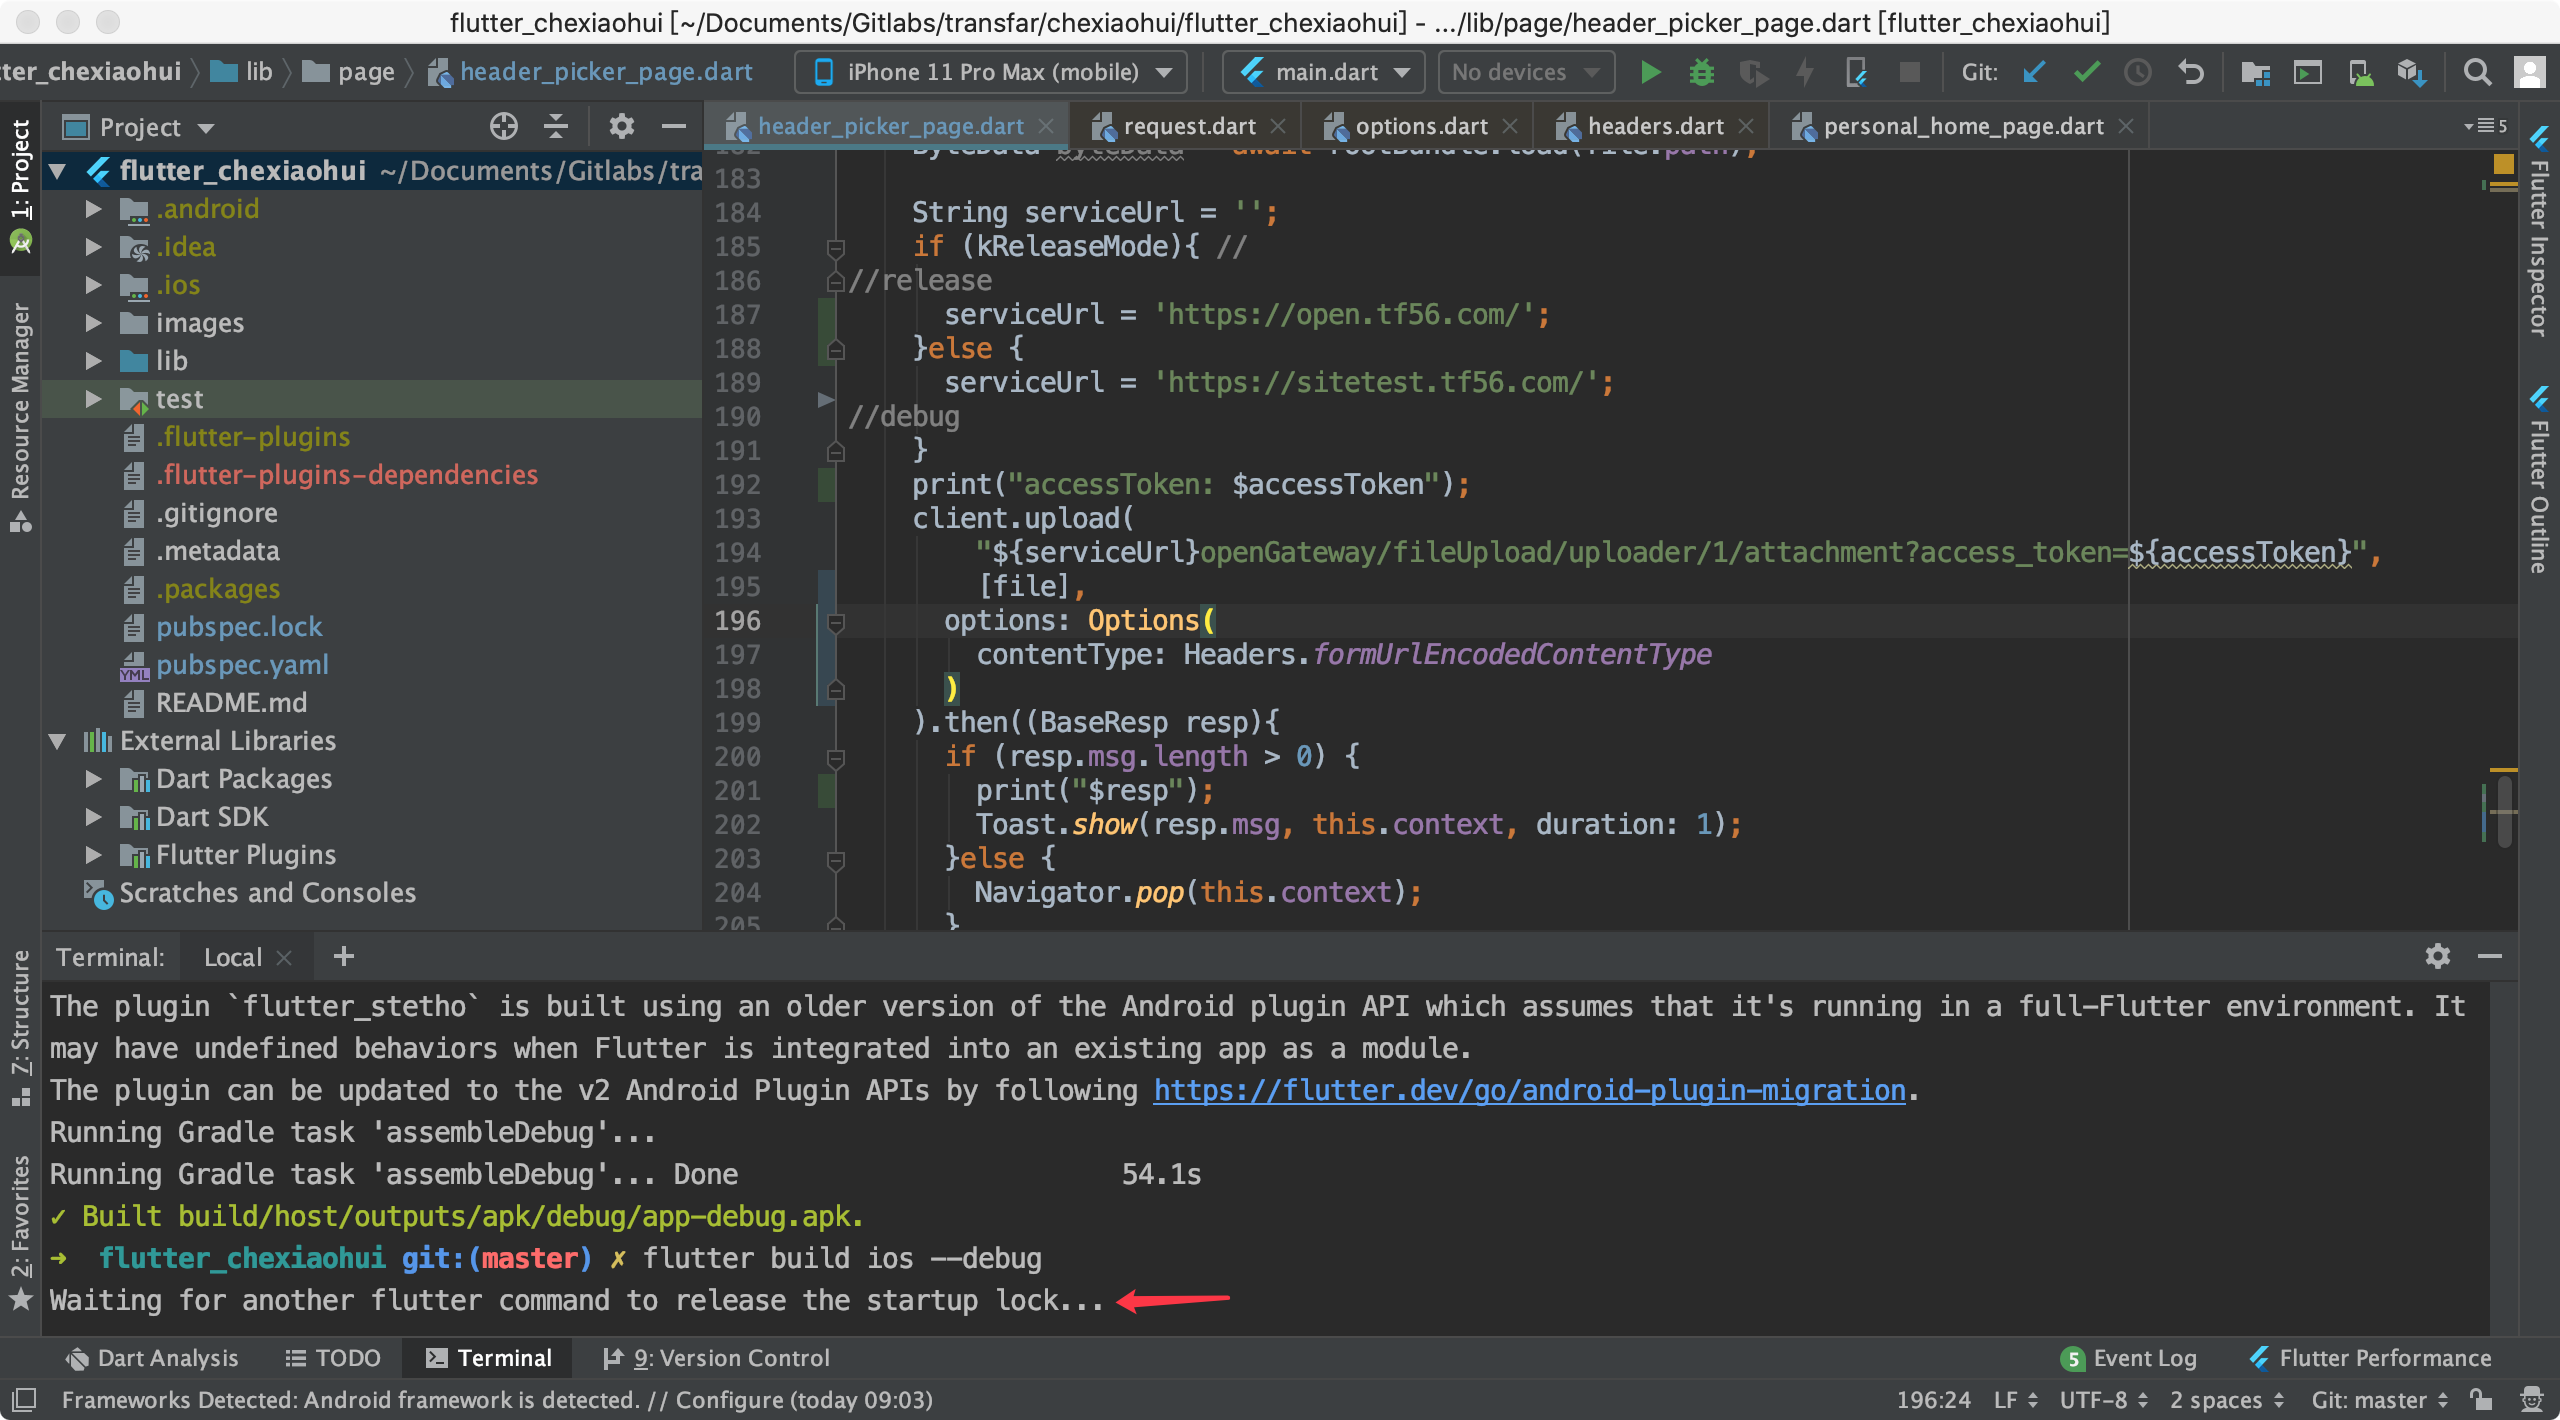 flutter_chexiaohui [~/Documents/Gitlabs/transfar/chexiaohui/flutter_chexiaohui] - .../lib/page/header_picker_page.dart [flutter_chexiaohui]
tter_chexiaohui lib page header_picker_page.dart iPhone 11 Pro Max (mobile) main.dart No devices Git:
Project
header_picker_page.dart request.dart options.dart headers.dart personal_home_page.dart 5
1: Project
Resource Manager
Z: Structure
2: Favorites
flutter_chexiaohui ~/Documents/Gitlabs/tra
.android
.idea
.ios
images
lib
test
.flutter-plugins
.flutter-plugins-dependencies
.gitignore
.metadata
.packages
pubspec.lock
pubspec.yaml
README.md
External Libraries
Dart Packages
Dart SDK
Flutter Plugins
Scratches and Consoles
182 ByteData byteData = await rootBundle.load(file.path);
183
184 String serviceUrl = '';
185 if (kReleaseMode){ //
186 //release
187 serviceUrl = 'https://open.tf56.com/';
188 }else {
189 serviceUrl = 'https://sitetest.tf56.com/';
190 //debug
191 }
192 print("accessToken: $accessToken");
193 client.upload(
194 "${serviceUrl}openGateway/fileUpload/uploader/1/attachment?access_token=${accessToken}",
195 [file],
196 options: Options(
197 contentType: Headers.formUrlEncodedContentType
198 )
199 ).then((BaseResp resp){
200 if (resp.msg.length > 0) {
201 print("$resp");
202 Toast.show(resp.msg, this.context, duration: 1);
203 }else {
204 Navigator.pop(this.context);
205 }
Flutter Inspector
Flutter Outline
Terminal: Local +
The plugin `flutter_stetho` is built using an older version of the Android plugin API which assumes that it's running in a full-Flutter environment. It
may have undefined behaviors when Flutter is integrated into an existing app as a module.
The plugin can be updated to the v2 Android Plugin APIs by following https://flutter.dev/go/android-plugin-migration.
Running Gradle task 'assembleDebug'...
Running Gradle task 'assembleDebug'... Done 54.1s
✓ Built build/host/outputs/apk/debug/app-debug.apk.
➜ flutter_chexiaohui git:(master) ✗ flutter build ios --debug
Waiting for another flutter command to release the startup lock...
Dart Analysis TODO Terminal 9: Version Control 5 Event Log Flutter Performance
Frameworks Detected: Android framework is detected. // Configure (today 09:03) 196:24 LF UTF-8 2 spaces Git: master